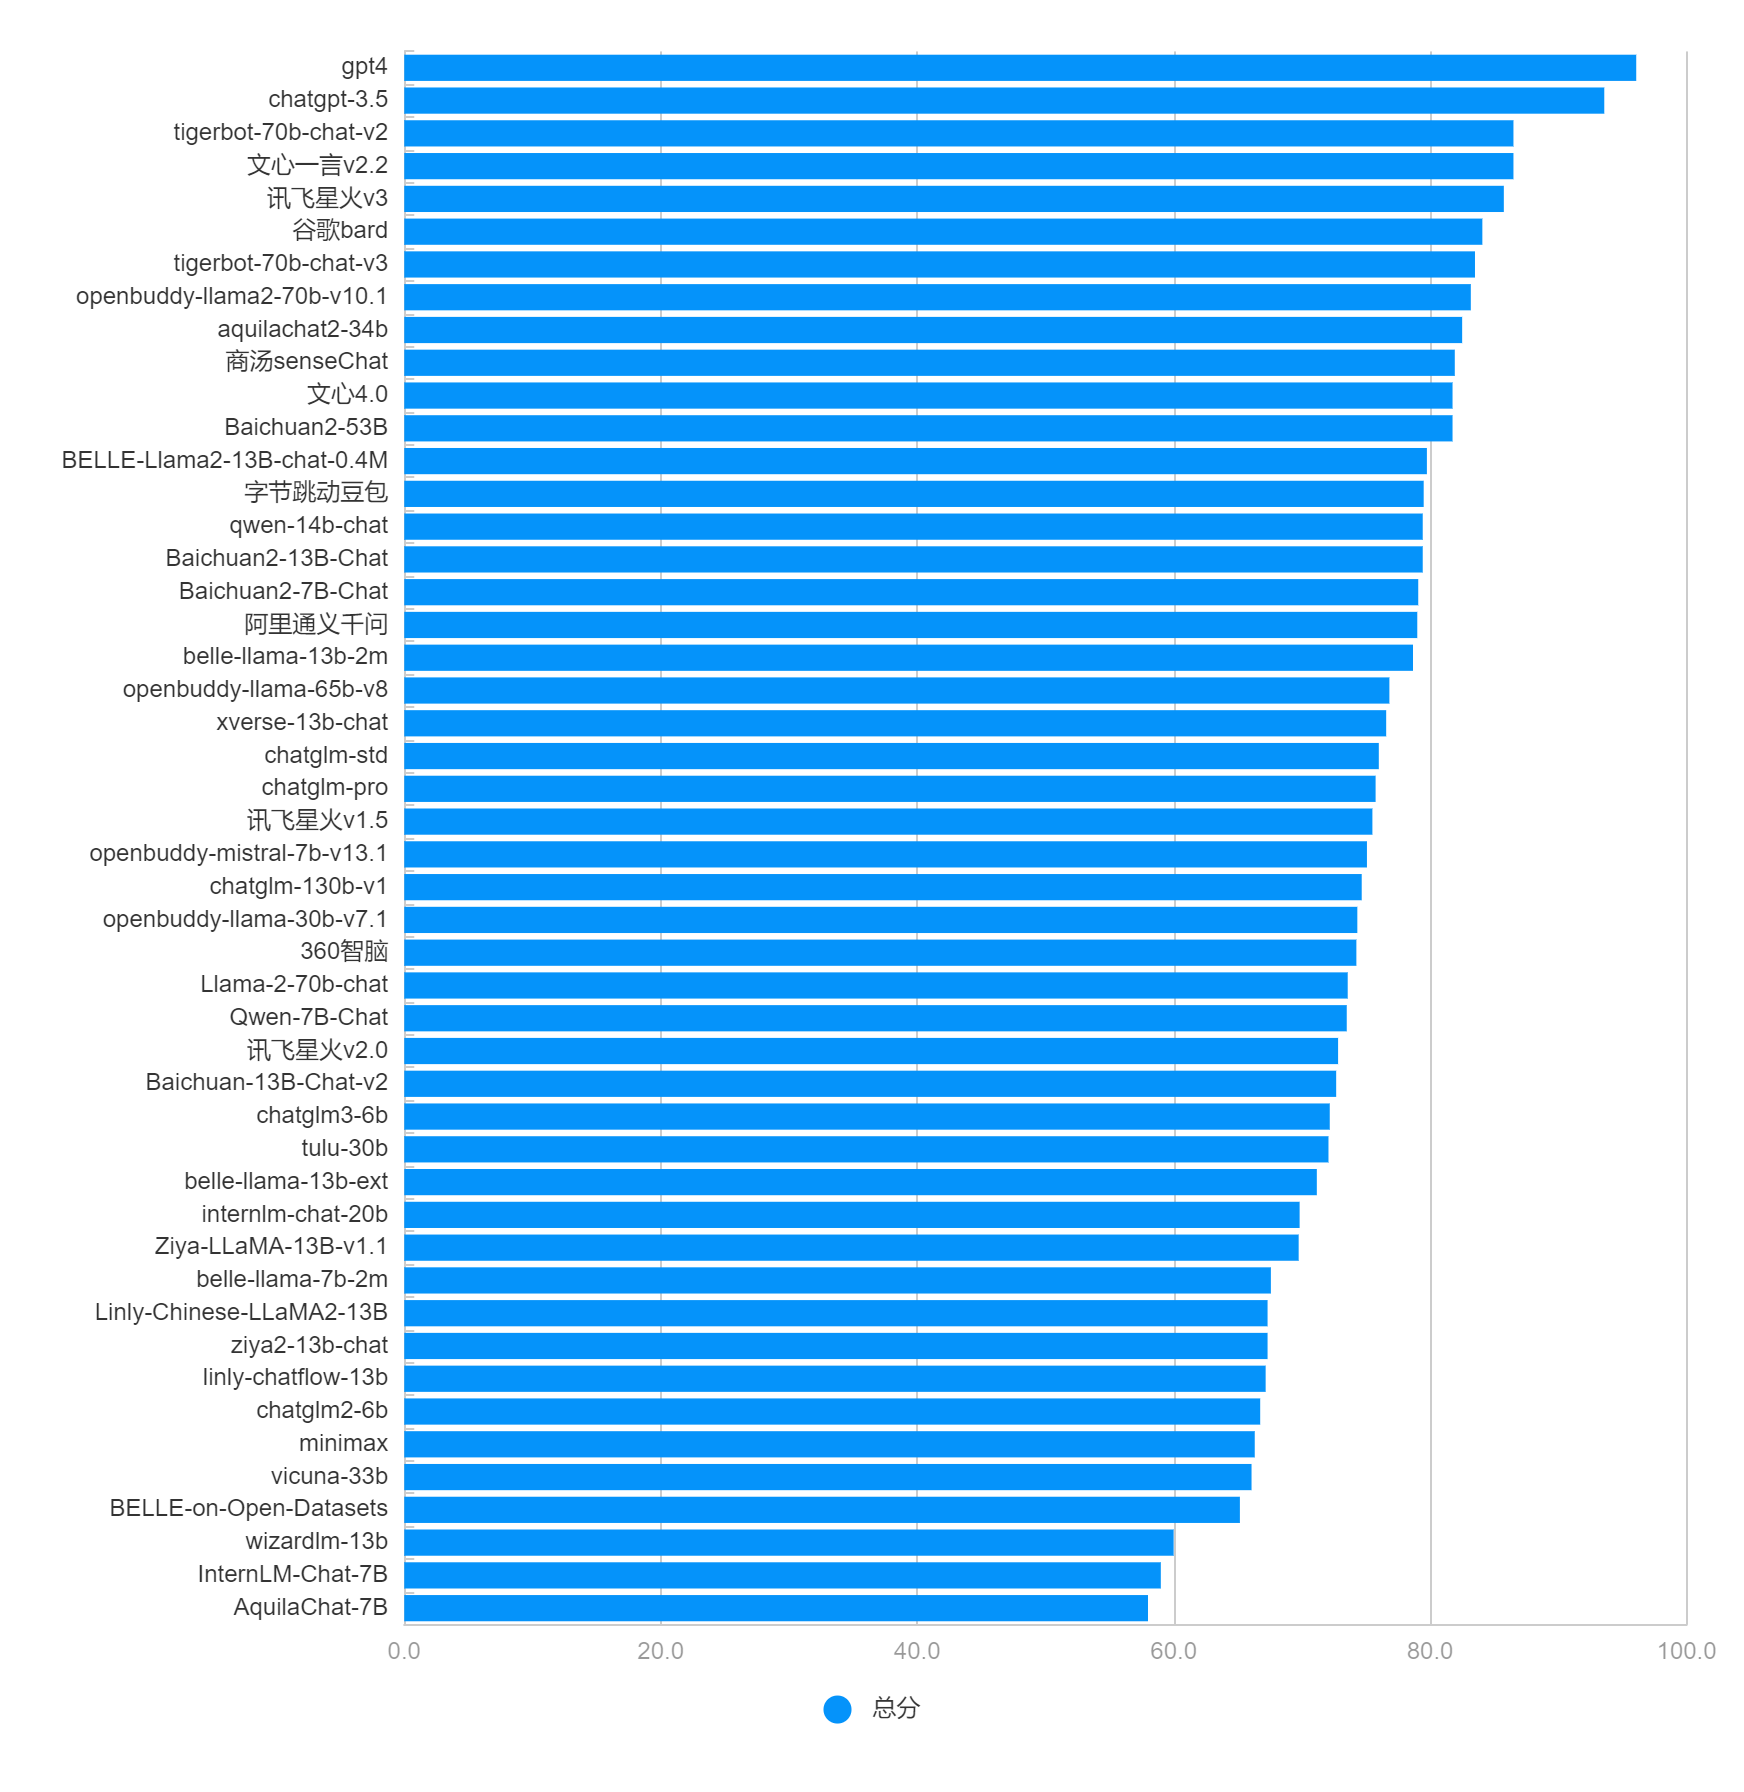 gpt4
chatgpt-3.5
tigerbot-70b-chat-v2
文心一言v2.2
讯飞星火v3
谷歌bard
tigerbot-70b-chat-v3
openbuddy-llama2-70b-v10.1
aquilachat2-34b
商汤senseChat
文心4.0
Baichuan2-53B
BELLE-Llama2-13B-chat-0.4M
字节跳动豆包
qwen-14b-chat
Baichuan2-13B-Chat
Baichuan2-7B-Chat
阿里通义千问
belle-llama-13b-2m
openbuddy-llama-65b-v8
xverse-13b-chat
chatglm-std
chatglm-pro
讯飞星火v1.5
openbuddy-mistral-7b-v13.1
chatglm-130b-v1
openbuddy-llama-30b-v7.1
360智脑
Llama-2-70b-chat
Qwen-7B-Chat
讯飞星火v2.0
Baichuan-13B-Chat-v2
chatglm3-6b
tulu-30b
belle-llama-13b-ext
internlm-chat-20b
Ziya-LLaMA-13B-v1.1
belle-llama-7b-2m
Linly-Chinese-LLaMA2-13B
ziya2-13b-chat
linly-chatflow-13b
chatglm2-6b
minimax
vicuna-33b
BELLE-on-Open-Datasets
wizardlm-13b
InternLM-Chat-7B
AquilaChat-7B
0.0 20.0 40.0 60.0 80.0 100.0
总分